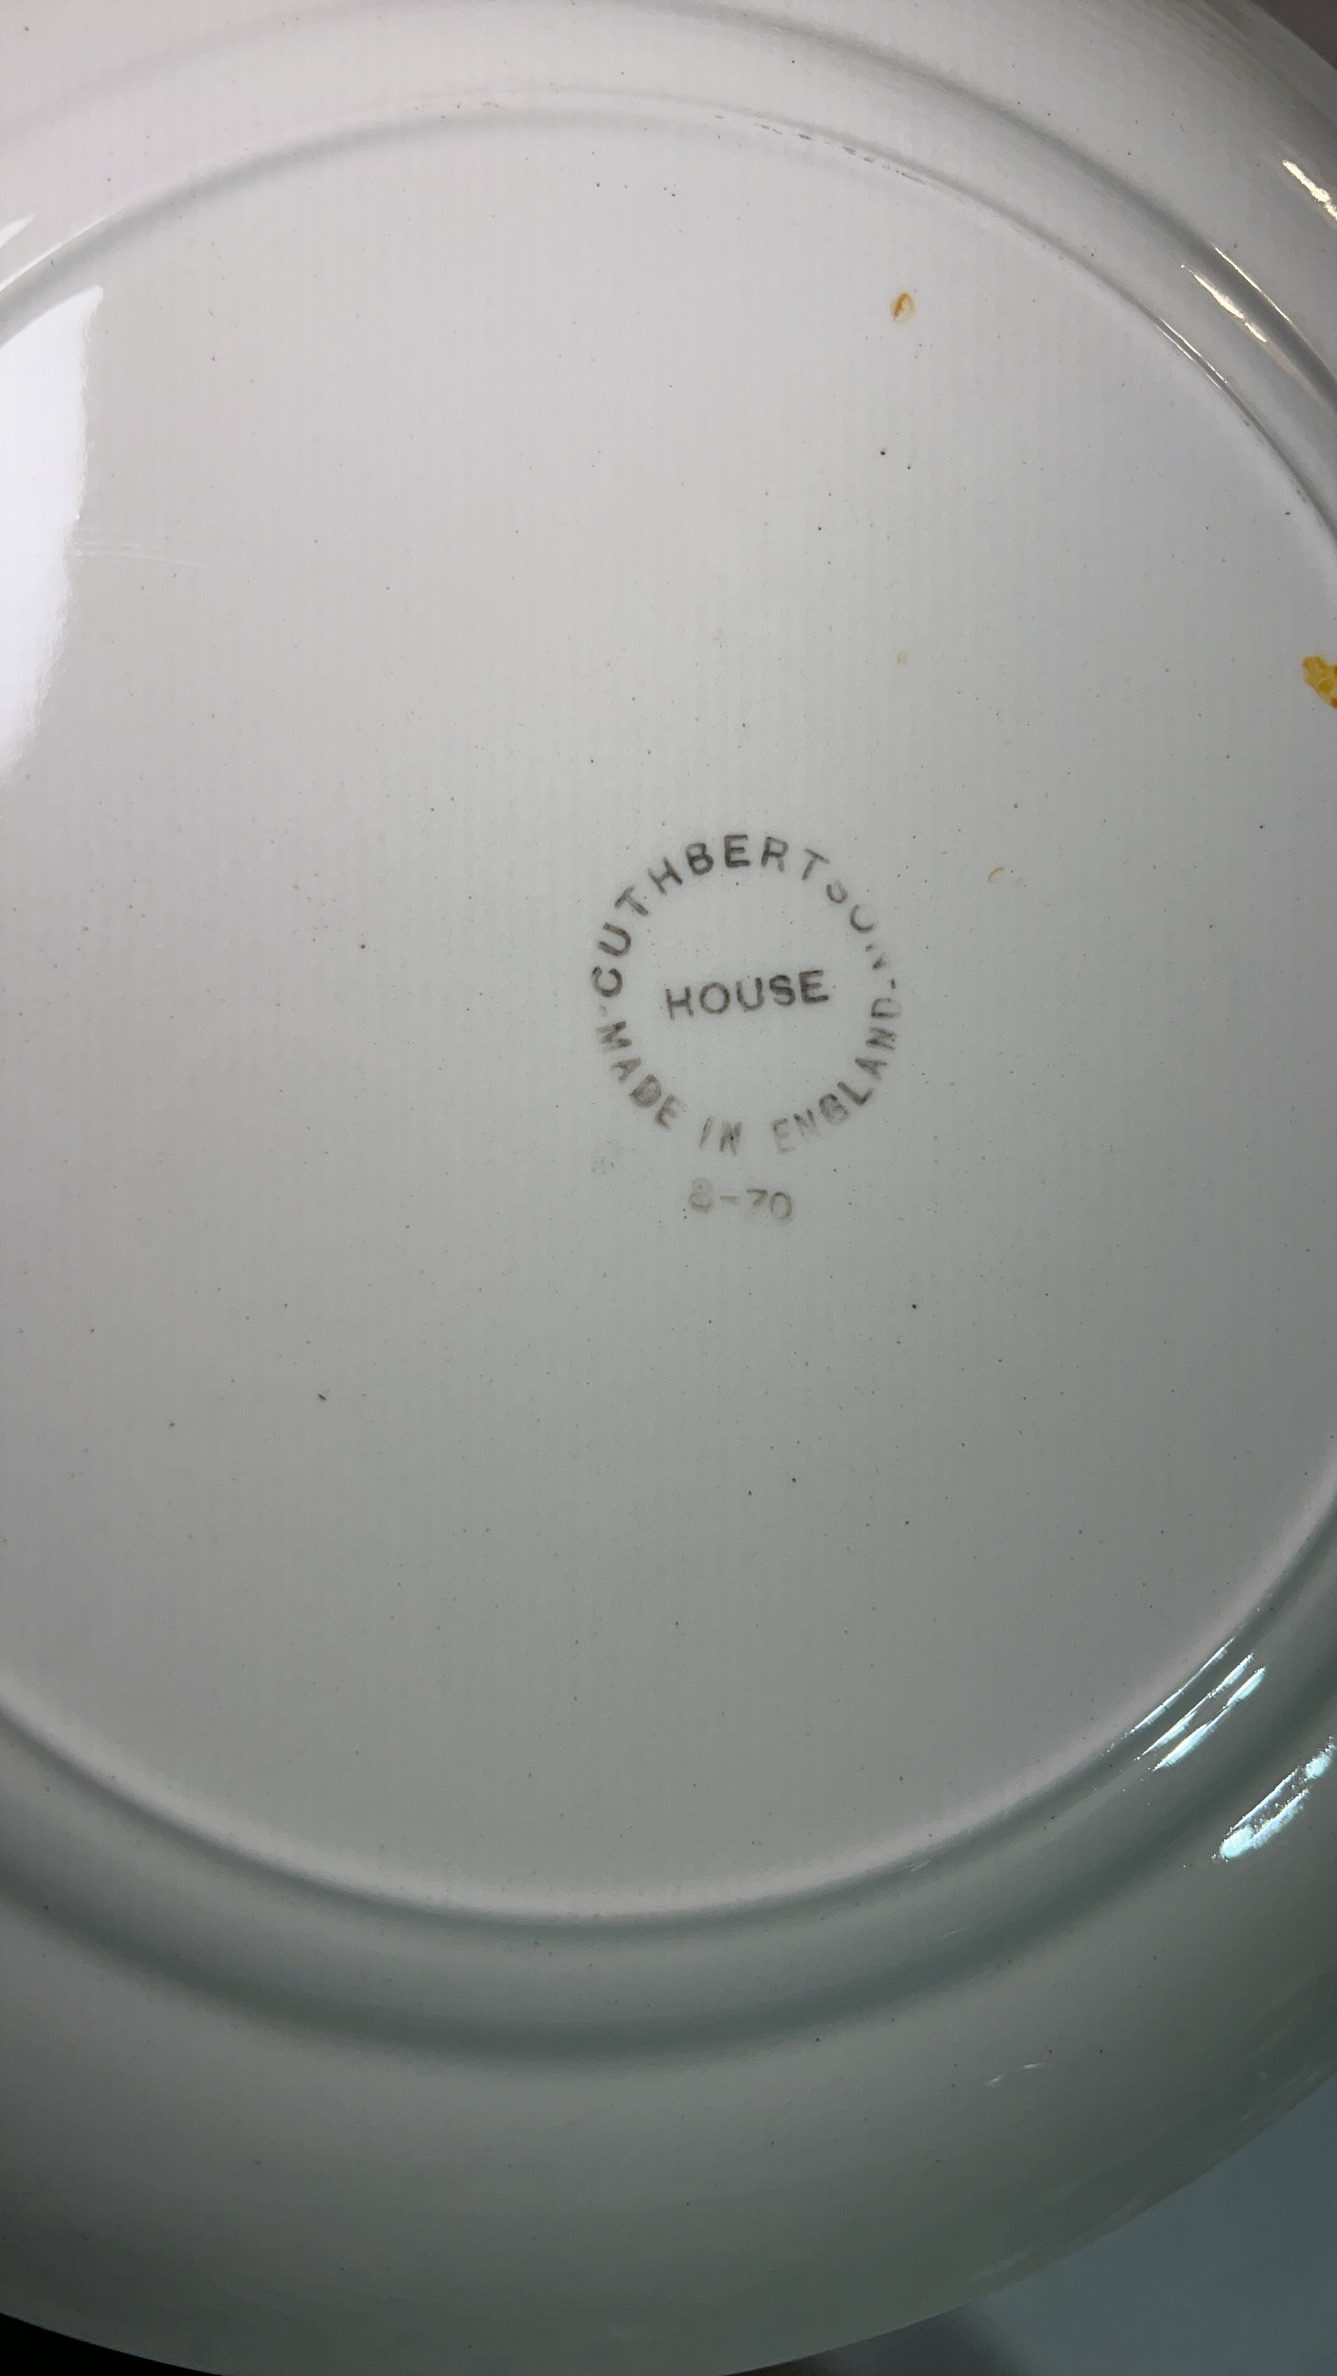 -CUTHBERTSON-
HOUSE
MADE IN ENGLAND
8-70